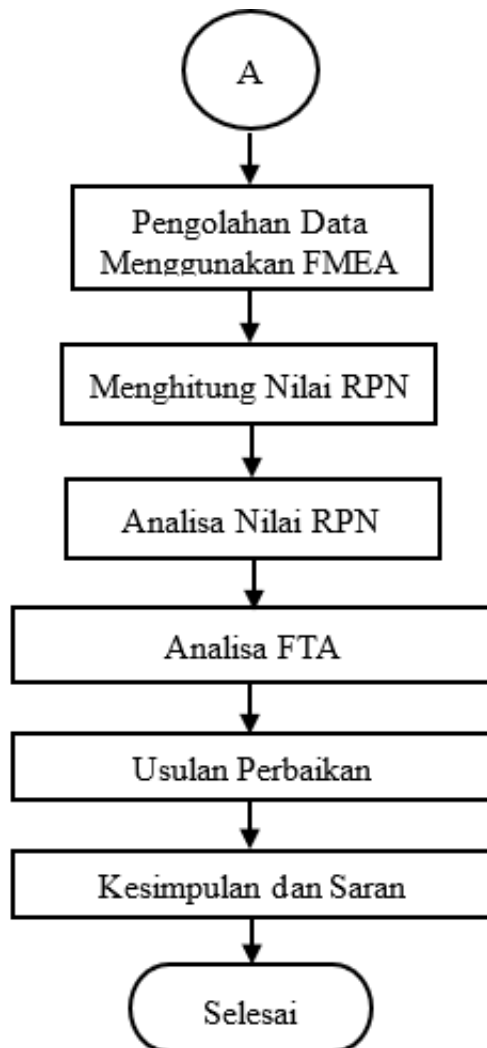 A
Pengolahan Data
Menggunakan FMEA
Menghitung Nilai RPN
Analisa Nilai RPN
Analisa FTA
Usulan Perbaikan
Kesimpulan dan Saran
Selesai